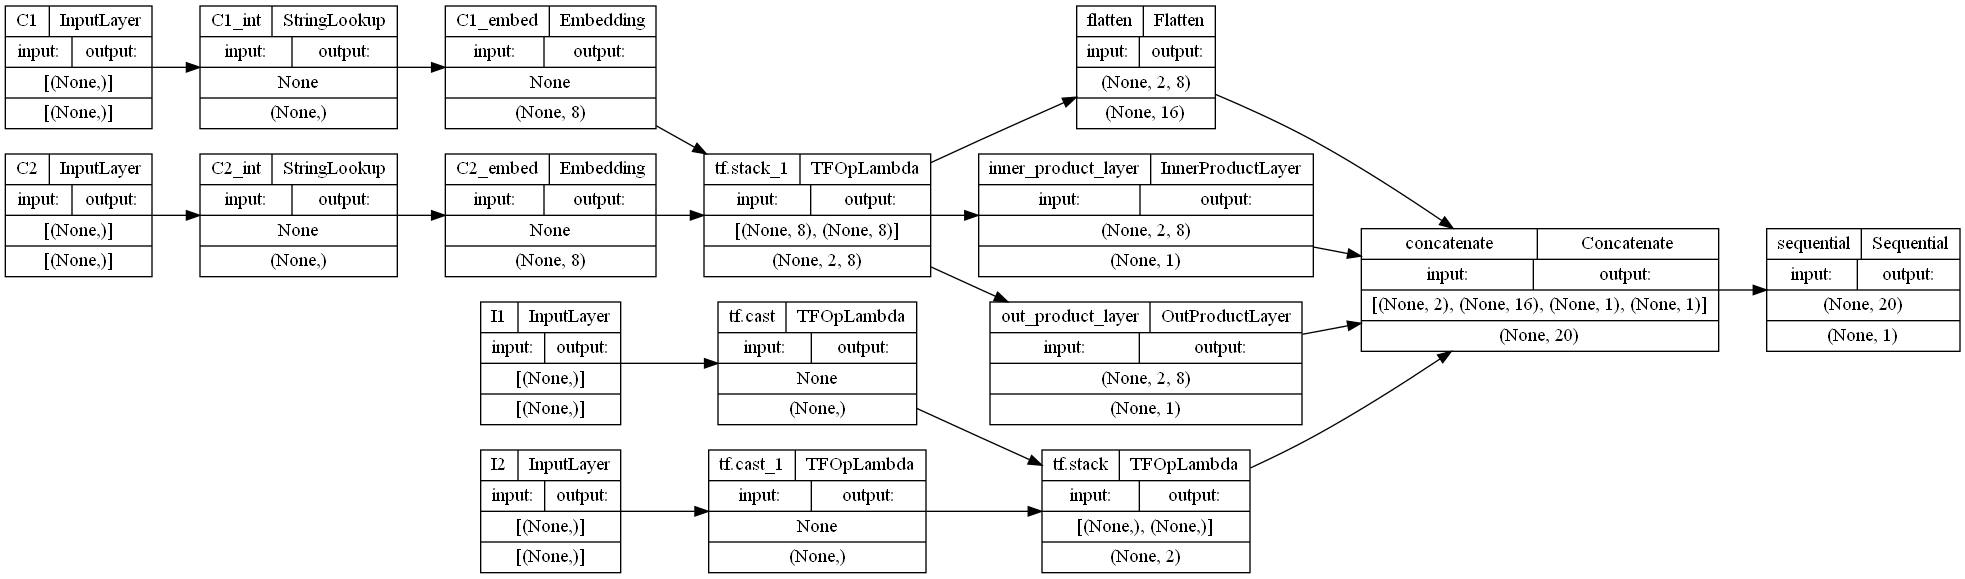 C1 InputLayer
input: output:
[(None,)]
[(None,)]
C1_int StringLookup
input: output:
None
(None,)
C1_embed Embedding
input: output:
None
(None, 8)
C2 InputLayer
input: output:
[(None,)]
[(None,)]
C2_int StringLookup
input: output:
None
(None,)
C2_embed Embedding
input: output:
None
(None, 8)
tf.stack_1 TFOpLambda
input: output:
[(None, 8), (None, 8)]
(None, 2, 8)
flatten Flatten
input: output:
(None, 2, 8)
(None, 16)
inner_product_layer InnerProductLayer
input: output:
(None, 2, 8)
(None, 1)
out_product_layer OutProductLayer
input: output:
(None, 2, 8)
(None, 1)
I1 InputLayer
input: output:
[(None,)]
[(None,)]
tf.cast TFOpLambda
input: output:
None
(None,)
I2 InputLayer
input: output:
[(None,)]
[(None,)]
tf.cast_1 TFOpLambda
input: output:
None
(None,)
tf.stack TFOpLambda
input: output:
[(None,), (None,)]
(None, 2)
concatenate Concatenate
input: output:
[(None, 2), (None, 16), (None, 1), (None, 1)]
(None, 20)
sequential Sequential
input: output:
(None, 20)
(None, 1)